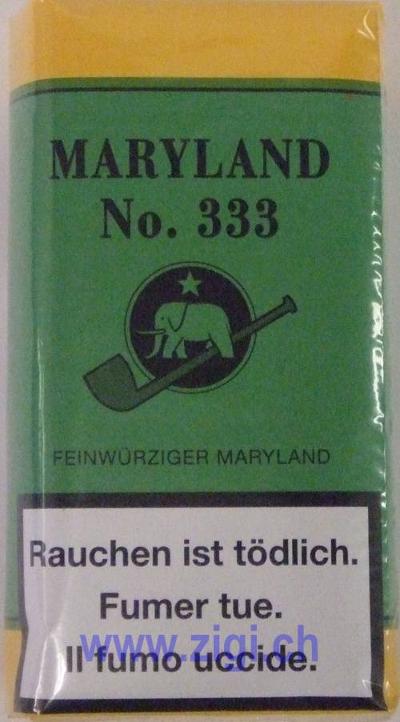 MARYLAND
No. 333
FEINWÜRZIGER MARYLAND
Rauchen ist tödlich.
Fumer tue.
Il fumo uccide.
www.zigi.ch